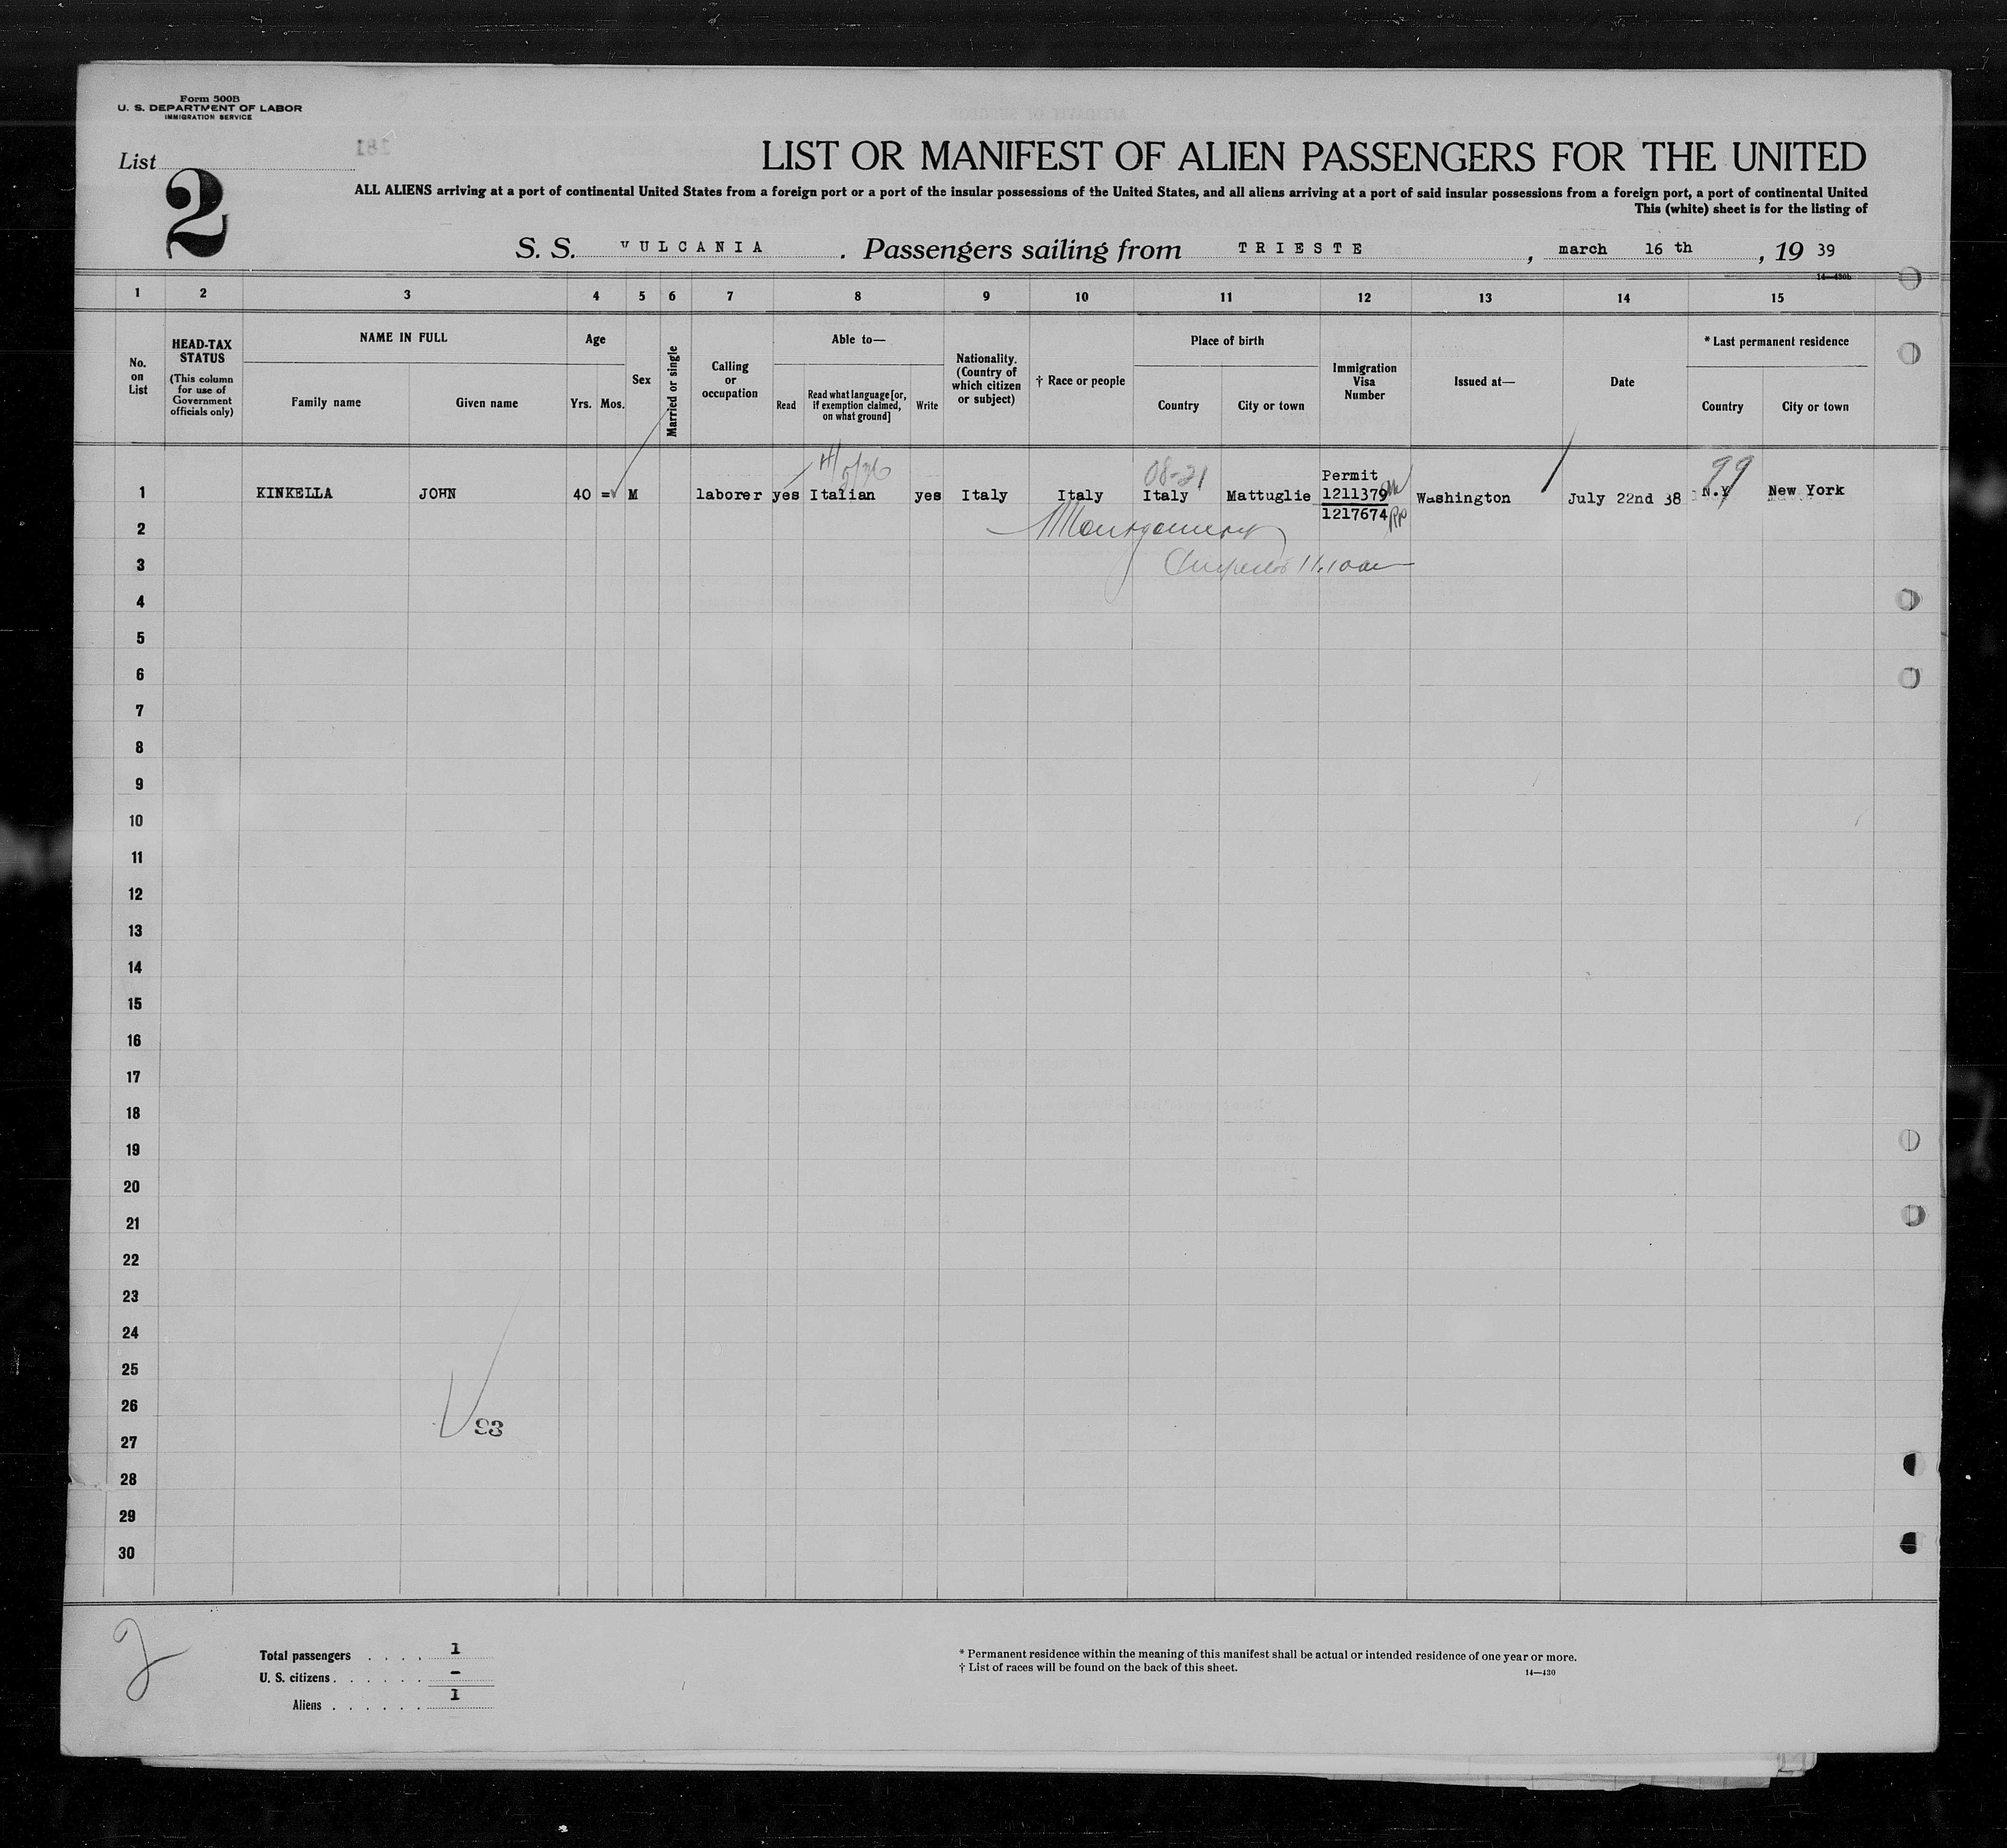 Form 500B
U. S. DEPARTMENT OF LABOR
IMMIGRATION SERVICE
List
2
LIST OR MANIFEST OF ALIEN PASSENGERS FOR THE UNITED
ALL ALIENS arriving at a port of continental United States from a foreign port or a port of the insular possessions of the United States, and all aliens arriving at a port of said insular possessions from a foreign port, a port of continental United
This (white) sheet is for the listing of
S. S. VULCANIA . Passengers sailing from TRIESTE , march 16 th , 19 39
14—430b
1 2 3 4 5 6 7 8 9 10 11 12 13 14 15
No. on List
HEAD-TAX STATUS
(This column for use of Government officials only)
NAME IN FULL
Family name Given name
Age
Yrs. Mos.
Sex
Married or single
Calling or occupation
Able to—
Read Read what language [or, if exemption claimed, on what ground] Write
Nationality. (Country of which citizen or subject)
† Race or people
Place of birth
Country City or town
Immigration Visa Number
Issued at—
Date
* Last permanent residence
Country City or town
08-21
99
Permit
1 KINKELLA JOHN 40 = M laborer yes Italian yes Italy Italy Italy Mattuglie 1211379 Washington July 22nd 38 N.Y New York
1217674
2 Montgomery
3
4
5
6
7
8
9
10
11
12
13
14
15
16
17
18
19
20
21
22
23
24
25
26
93
27
28
29
30
2
Total passengers . . . . 1
U. S. citizens . . . . . . -
Aliens . . . . . . 1
* Permanent residence within the meaning of this manifest shall be actual or intended residence of one year or more.
† List of races will be found on the back of this sheet.
14—430